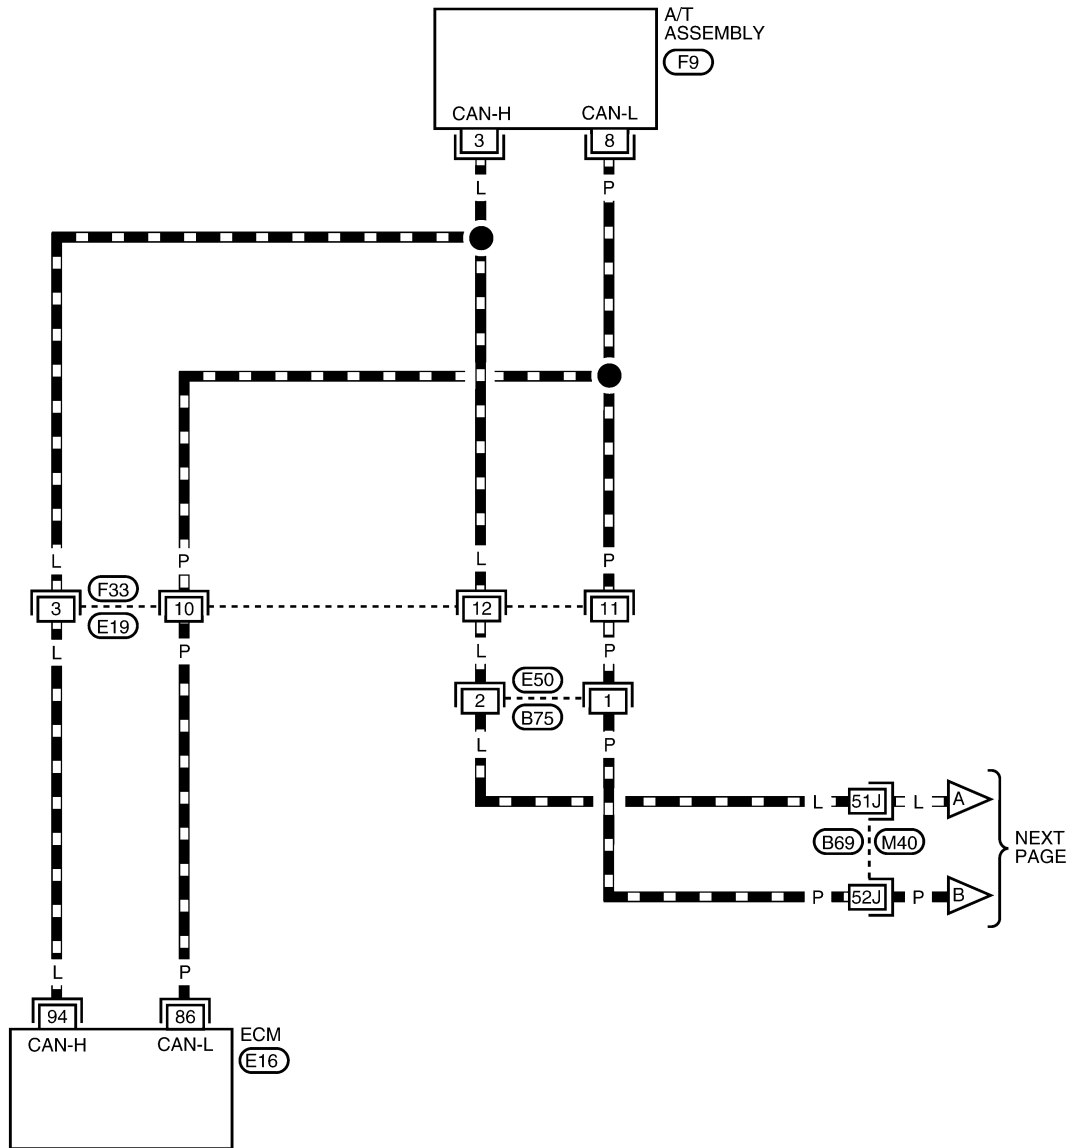 A/T
ASSEMBLY
F9
CAN-H CAN-L
3 8
L P
L P L P
F33
3 10 12 11
E19
L P L P
E50
2 1
B75
L P
L 51J L A
B69 M40
NEXT
PAGE
P 52J P B
L P
94 86
ECM
CAN-H CAN-L
E16